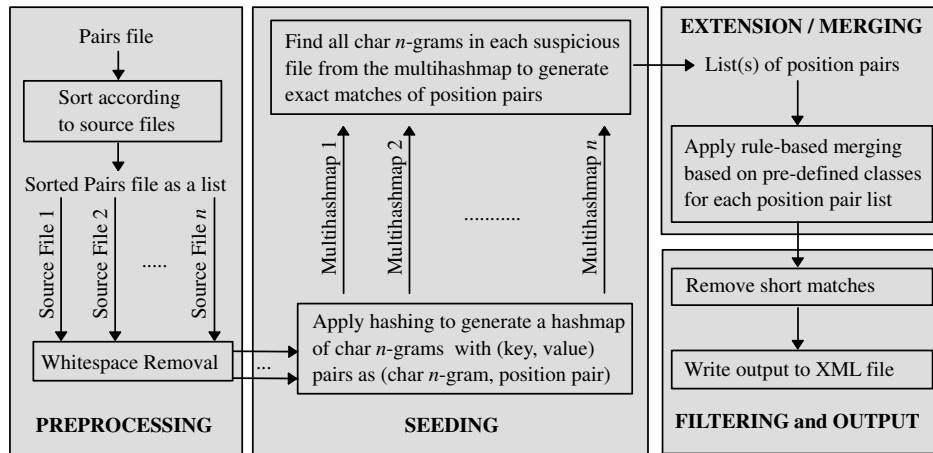 Pairs file
Sort according
to source files
Sorted Pairs file as a list
Source File 1
Source File 2
.....
Source File n
Whitespace Removal
...
PREPROCESSING
Find all char n-grams in each suspicious
file from the multihashmap to generate
exact matches of position pairs
Multihashmap 1
Multihashmap 2
...........
Multihashmap n
Apply hashing to generate a hashmap
of char n-grams with (key, value)
pairs as (char n-gram, position pair)
SEEDING
EXTENSION / MERGING
List(s) of position pairs
Apply rule-based merging
based on pre-defined classes
for each position pair list
Remove short matches
Write output to XML file
FILTERING and OUTPUT